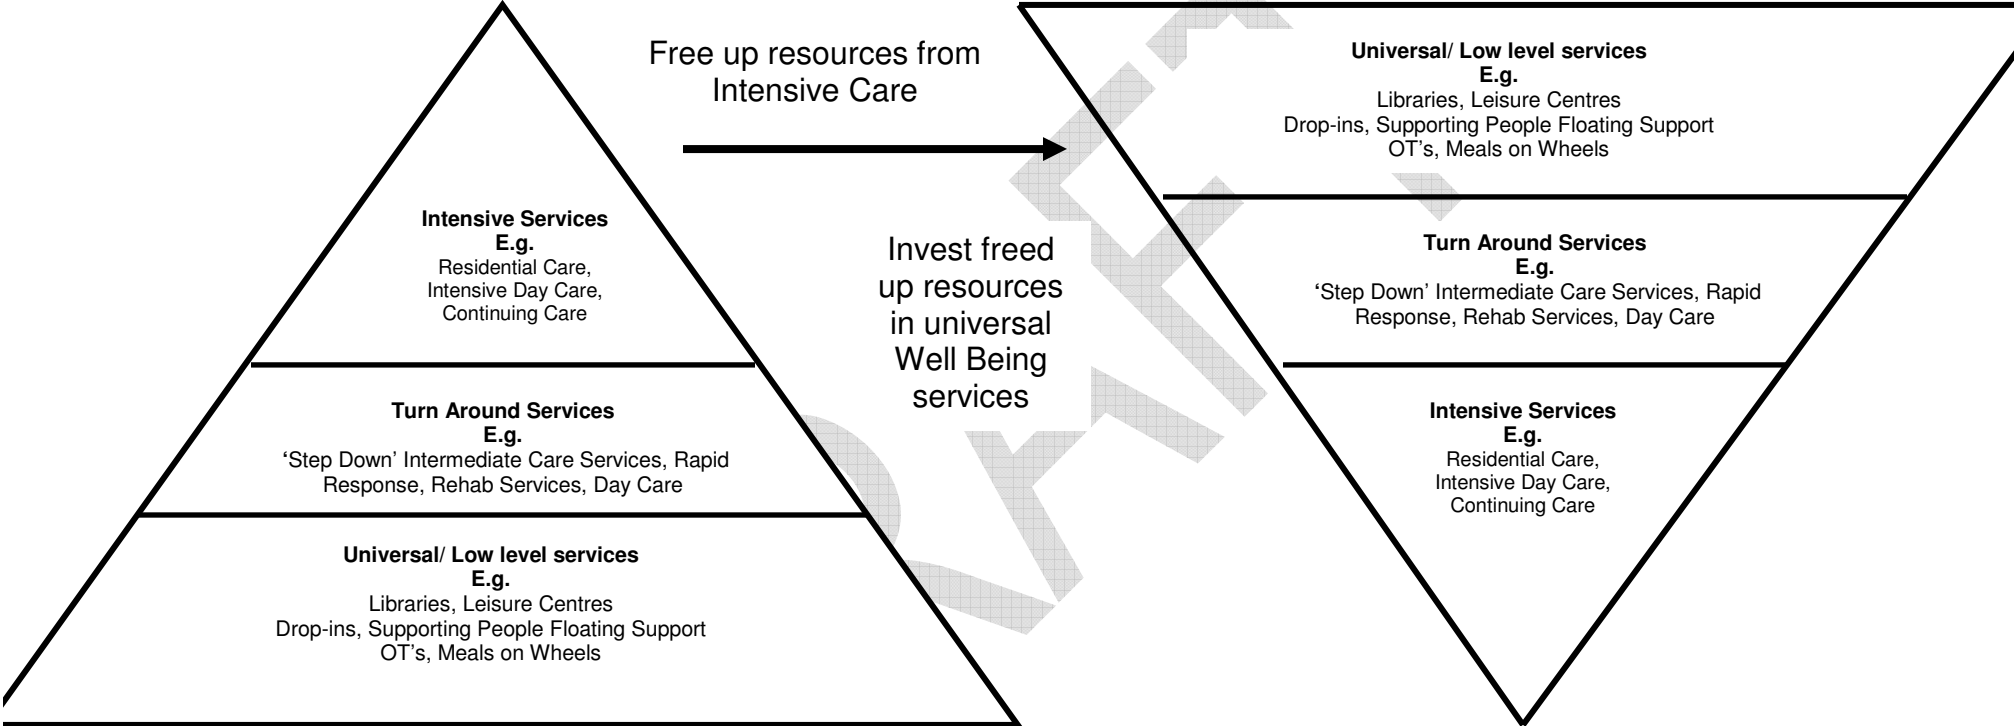 Free up resources from
Intensive Care
Intensive Services
E.g.
Residential Care,
Intensive Day Care,
Continuing Care
Turn Around Services
E.g.
‘Step Down’ Intermediate Care Services, Rapid
Response, Rehab Services, Day Care
Universal/ Low level services
E.g.
Libraries, Leisure Centres
Drop-ins, Supporting People Floating Support
OT’s, Meals on Wheels
Invest freed
up resources
in universal
Well Being
services
Universal/ Low level services
E.g.
Libraries, Leisure Centres
Drop-ins, Supporting People Floating Support
OT’s, Meals on Wheels
Turn Around Services
E.g.
‘Step Down’ Intermediate Care Services, Rapid
Response, Rehab Services, Day Care
Intensive Services
E.g.
Residential Care,
Intensive Day Care,
Continuing Care